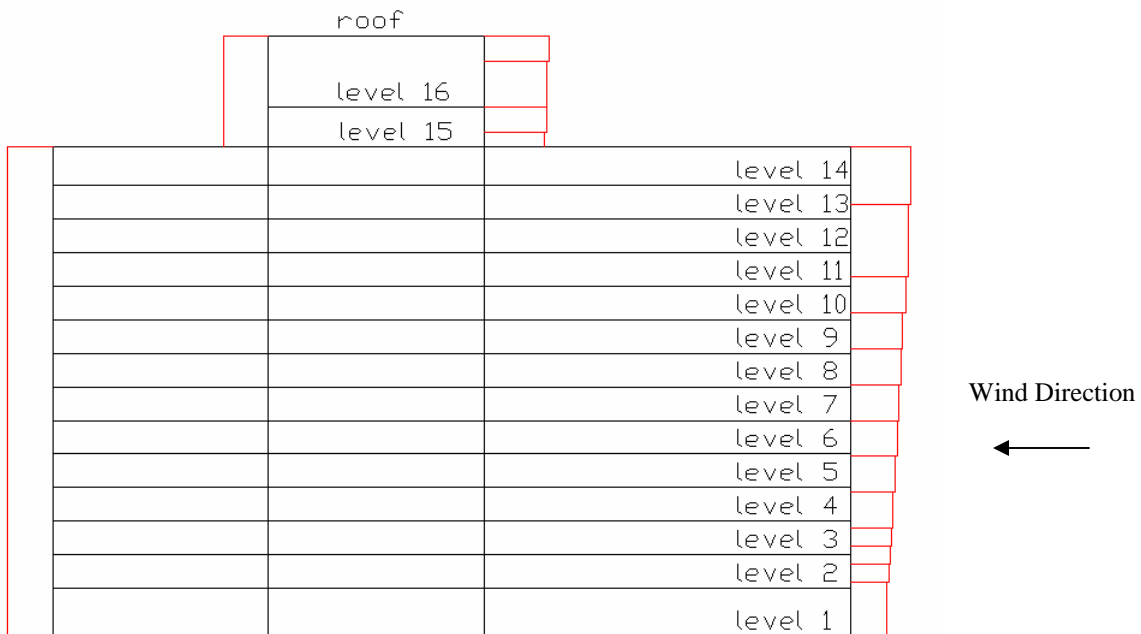 roof
level 16
level 15
level 14
level 13
level 12
level 11
level 10
level 9
level 8
Wind Direction
level 7
level 6
level 5
level 4
level 3
level 2
level 1